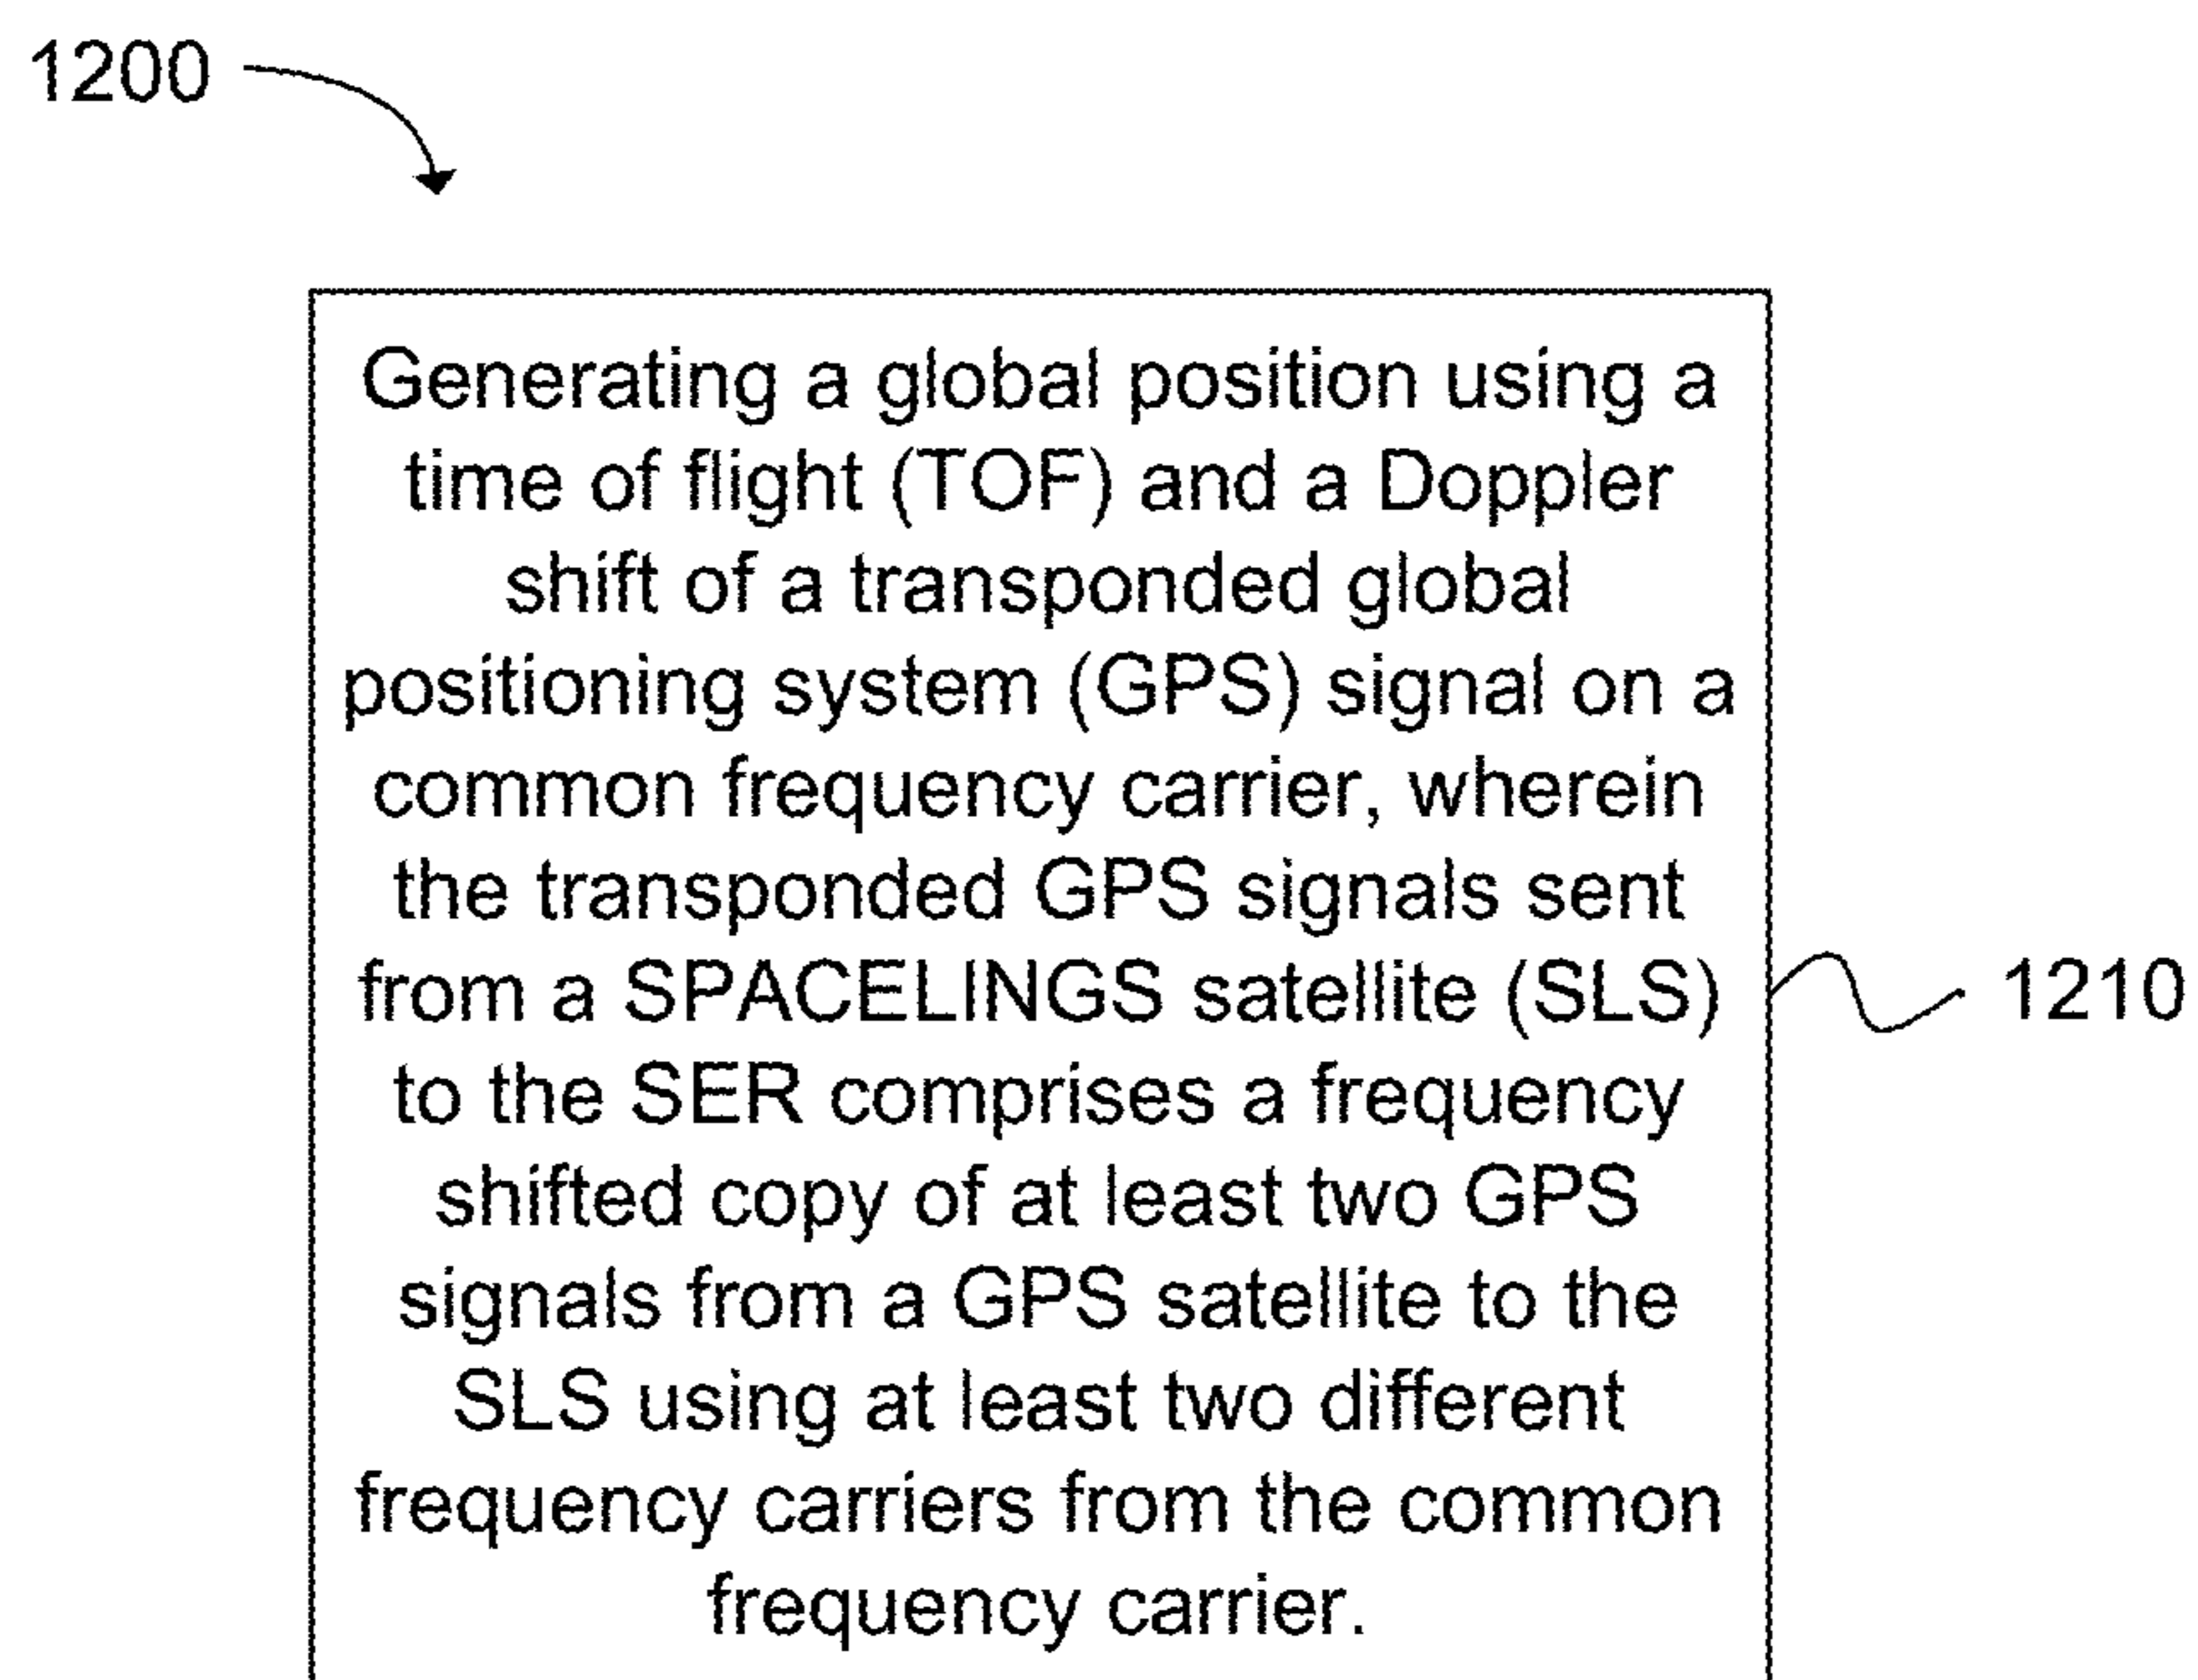 1200
Generating a global position using a
time of flight (TOF) and a Doppler
shift of a transponded global
positioning system (GPS) signal on a
common frequency carrier, wherein
the transponded GPS signals sent
from a SPACELINGS satellite (SLS)
to the SER comprises a frequency
shifted copy of at least two GPS
signals from a GPS satellite to the
SLS using at least two different
frequency carriers from the common
frequency carrier.
1210